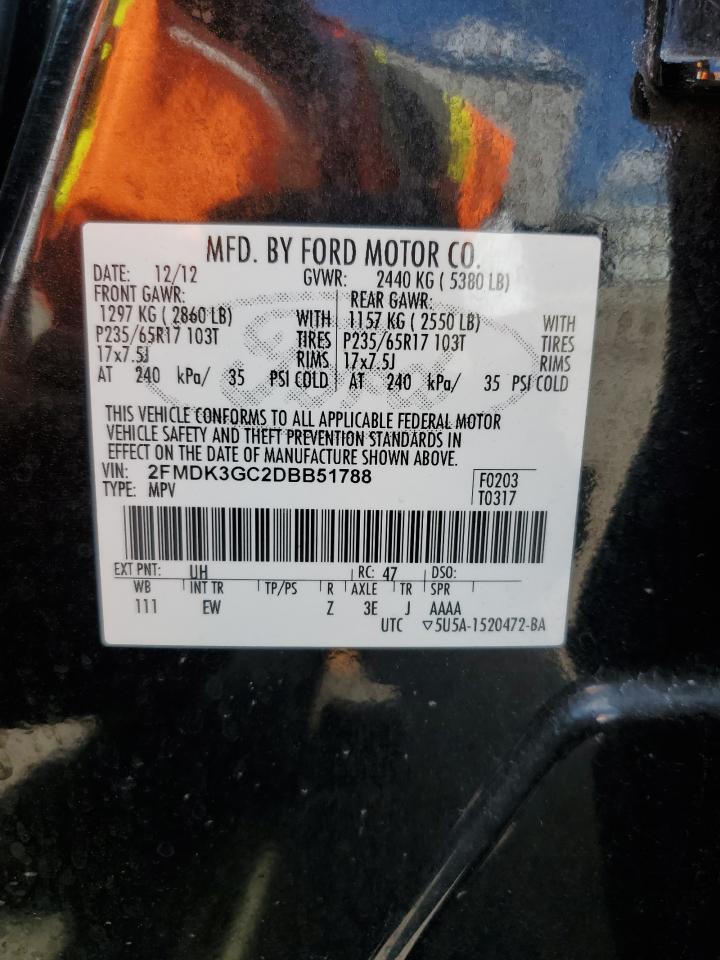 MFD. BY FORD MOTOR CO.
DATE: 12/12 GVWR: 2440 KG ( 5380 LB)
FRONT GAWR: REAR GAWR:
1297 KG ( 2860 LB) WITH 1157 KG ( 2550 LB) WITH
P235/65R17 103T TIRES P235/65R17 103T TIRES
17x7.5J RIMS 17x7.5J RIMS
AT 240 kPa/ 35 PSI COLD AT 240 kPa/ 35 PSI COLD
Ford
THIS VEHICLE CONFORMS TO ALL APPLICABLE FEDERAL MOTOR
VEHICLE SAFETY AND THEFT PREVENTION STANDARDS IN
EFFECT ON THE DATE OF MANUFACTURE SHOWN ABOVE.
VIN: 2FMDK3GC2DBB51788 F0203
TYPE: MPV T0317
EXT PNT: UH RC: 47 DSO:
WB INT TR TP/PS R AXLE TR SPR
111 EW Z 3E J AAAA
UTC ▽5U5A-1520472-BA